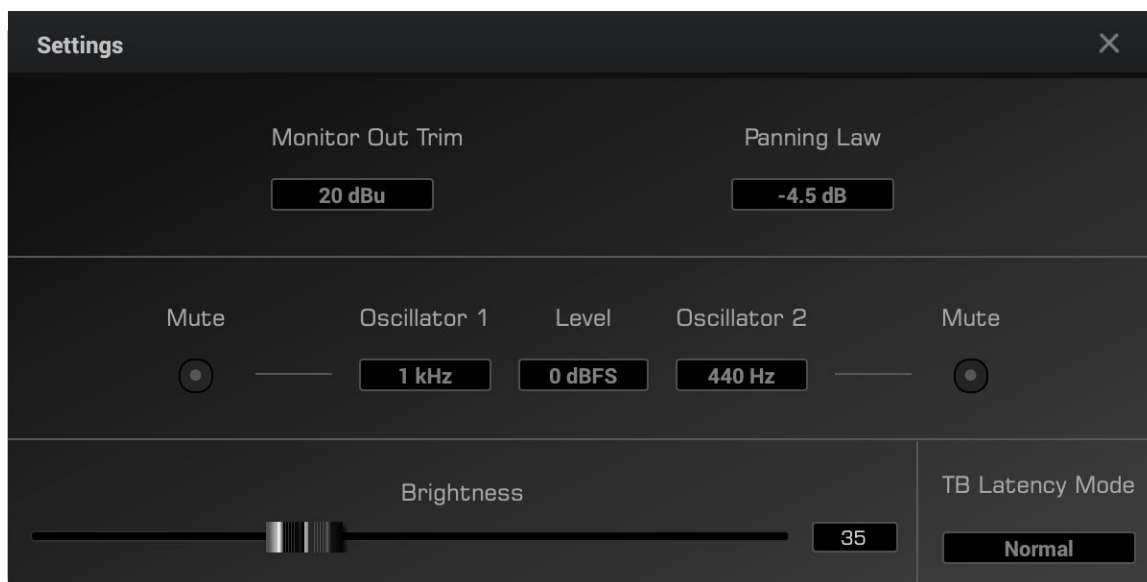 Settings
Monitor Out Trim
Panning Law
20 dBu
-4.5 dB
Mute
Oscillator 1
Level
Oscillator 2
Mute
1 kHz
0 dBFS
440 Hz
Brightness
35
TB Latency Mode
Normal